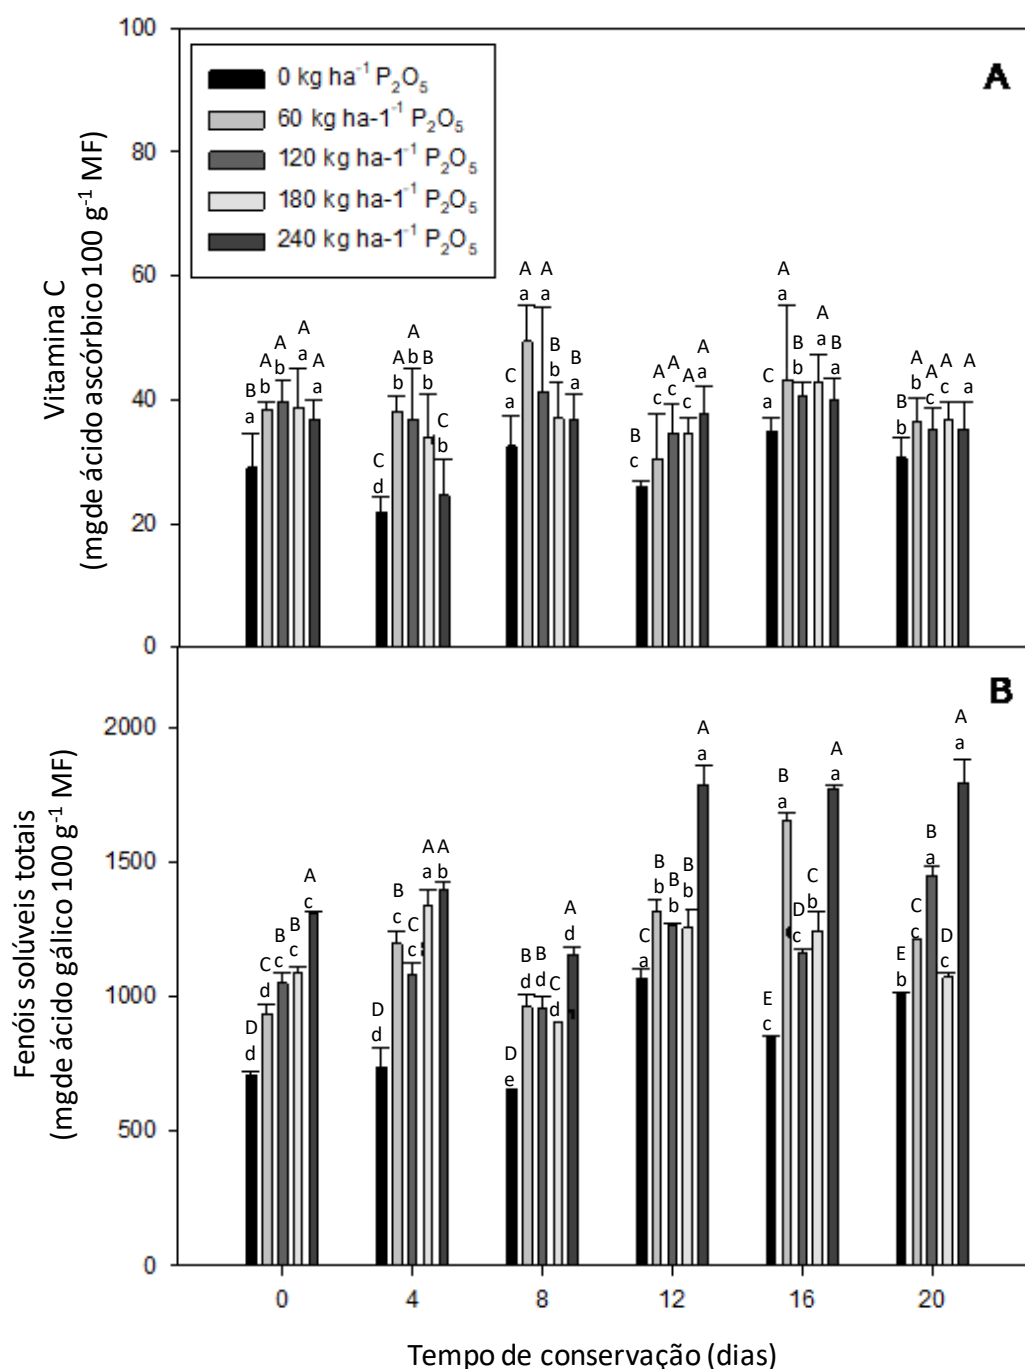 A
0 kg ha⁻¹ P₂O₅
60 kg ha-1⁻¹ P₂O₅
120 kg ha-1⁻¹ P₂O₅
180 kg ha-1⁻¹ P₂O₅
240 kg ha-1⁻¹ P₂O₅
Vitamina C
(mgde ácido ascórbico 100 g⁻¹ MF)
100
80
60
40
20
0
B A A A A
a b b a a
C A A B C
d b b b b
C A A B B
a a a b a
B A A A A
c c c c a
C A B A B
a a b a a
B A A A A
b b c c a
B
Fenóis solúveis totais
(mgde ácido gálico 100 g⁻¹ MF)
2000
1500
1000
500
0
D C B B A
d d c c c
D B C A A
d c c a b
D B B C A
e d d d d
C B B B A
a b b b a
E B D C A
c a c b a
E C B D A
b c a c a
0 4 8 12 16 20
Tempo de conservação (dias)